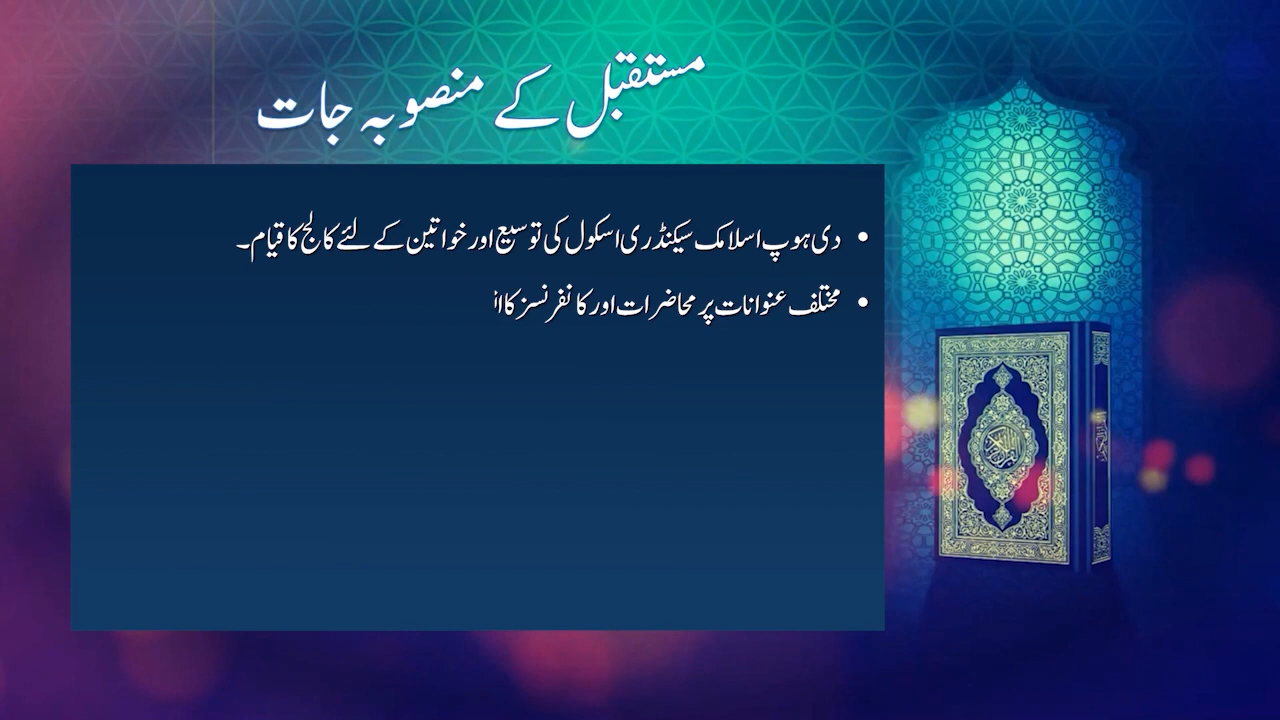 مستقبل کے منصوبہ جات
• دی ہوپ اسلامک سیکنڈری اسکول کی توسیع اور خواتین کے لئے کالج کا قیام۔
• مختلف عنوانات پر محاضرات اور کانفرنسز کا